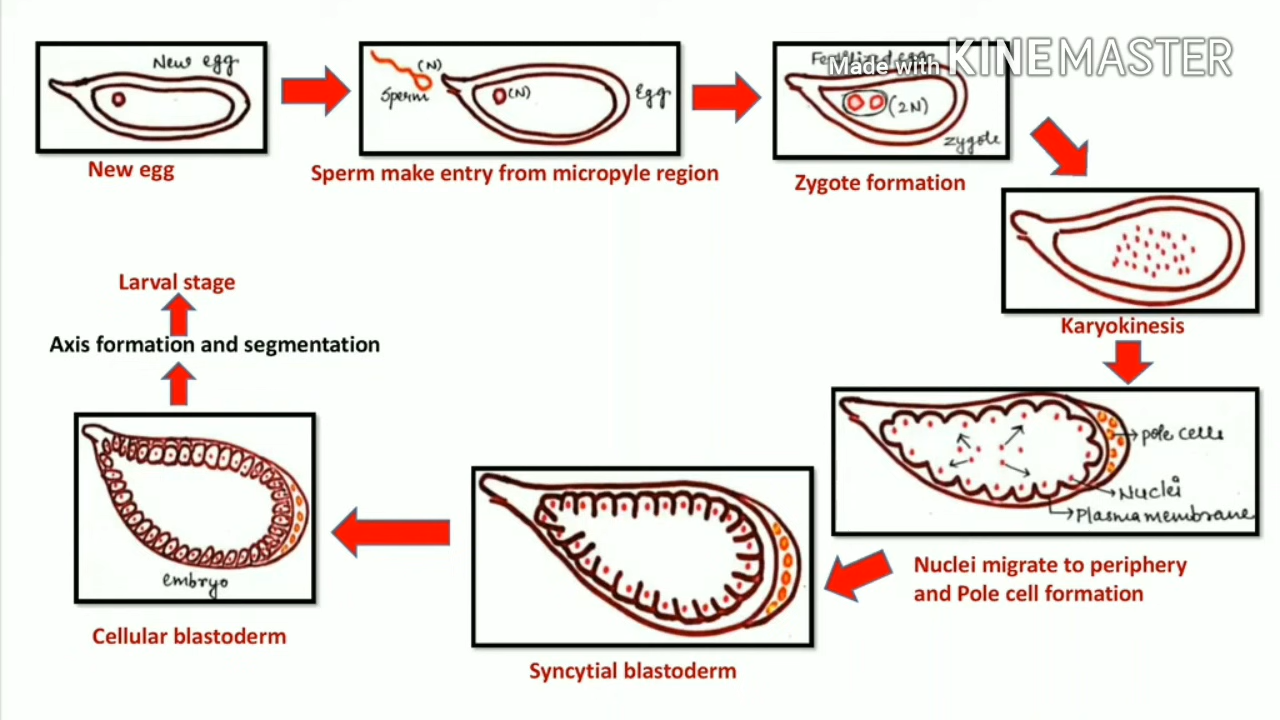 New egg
New egg
(N)
Sperm
(N)
Egg
Sperm make entry from micropyle region
Fertilized egg
Made with KINEMASTER
(2N)
zygote
Zygote formation
Karyokinesis
pole cells
Nuclei
Plasma membrane
Nuclei migrate to periphery
and Pole cell formation
Syncytial blastoderm
embryo
Cellular blastoderm
Axis formation and segmentation
Larval stage